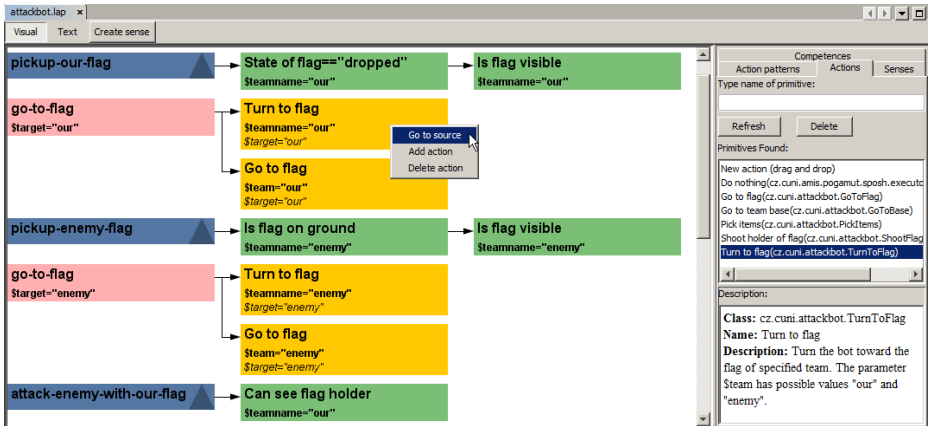 attackbot.lap ×
Visual Text Create sense
pickup-our-flag
State of flag=="dropped"
$teamname="our"
Is flag visible
$teamname="our"
go-to-flag
$target="our"
Turn to flag
$teamname="our"
$target="our"
Go to flag
$team="our"
$target="our"
Go to source
Add action
Delete action
pickup-enemy-flag
Is flag on ground
$teamname="enemy"
Is flag visible
$teamname="enemy"
go-to-flag
$target="enemy"
Turn to flag
$teamname="enemy"
$target="enemy"
Go to flag
$team="enemy"
$target="enemy"
attack-enemy-with-our-flag
Can see flag holder
$teamname="our"
Competences
Action patterns Actions Senses
Type name of primitive:
Refresh Delete
Primitives Found:
New action (drag and drop)
Do nothing(cz.cuni.amis.pogamut.sposh.executo
Go to flag(cz.cuni.attackbot.GoToFlag)
Go to team base(cz.cuni.attackbot.GoToBase)
Pick items(cz.cuni.attackbot.PickItems)
Shoot holder of flag(cz.cuni.attackbot.ShootFlag
Turn to flag(cz.cuni.attackbot.TurnToFlag)
Description:
Class: cz.cuni.attackbot.TurnToFlag
Name: Turn to flag
Description: Turn the bot toward the
flag of specified team. The parameter
$team has possible values "our" and
"enemy".